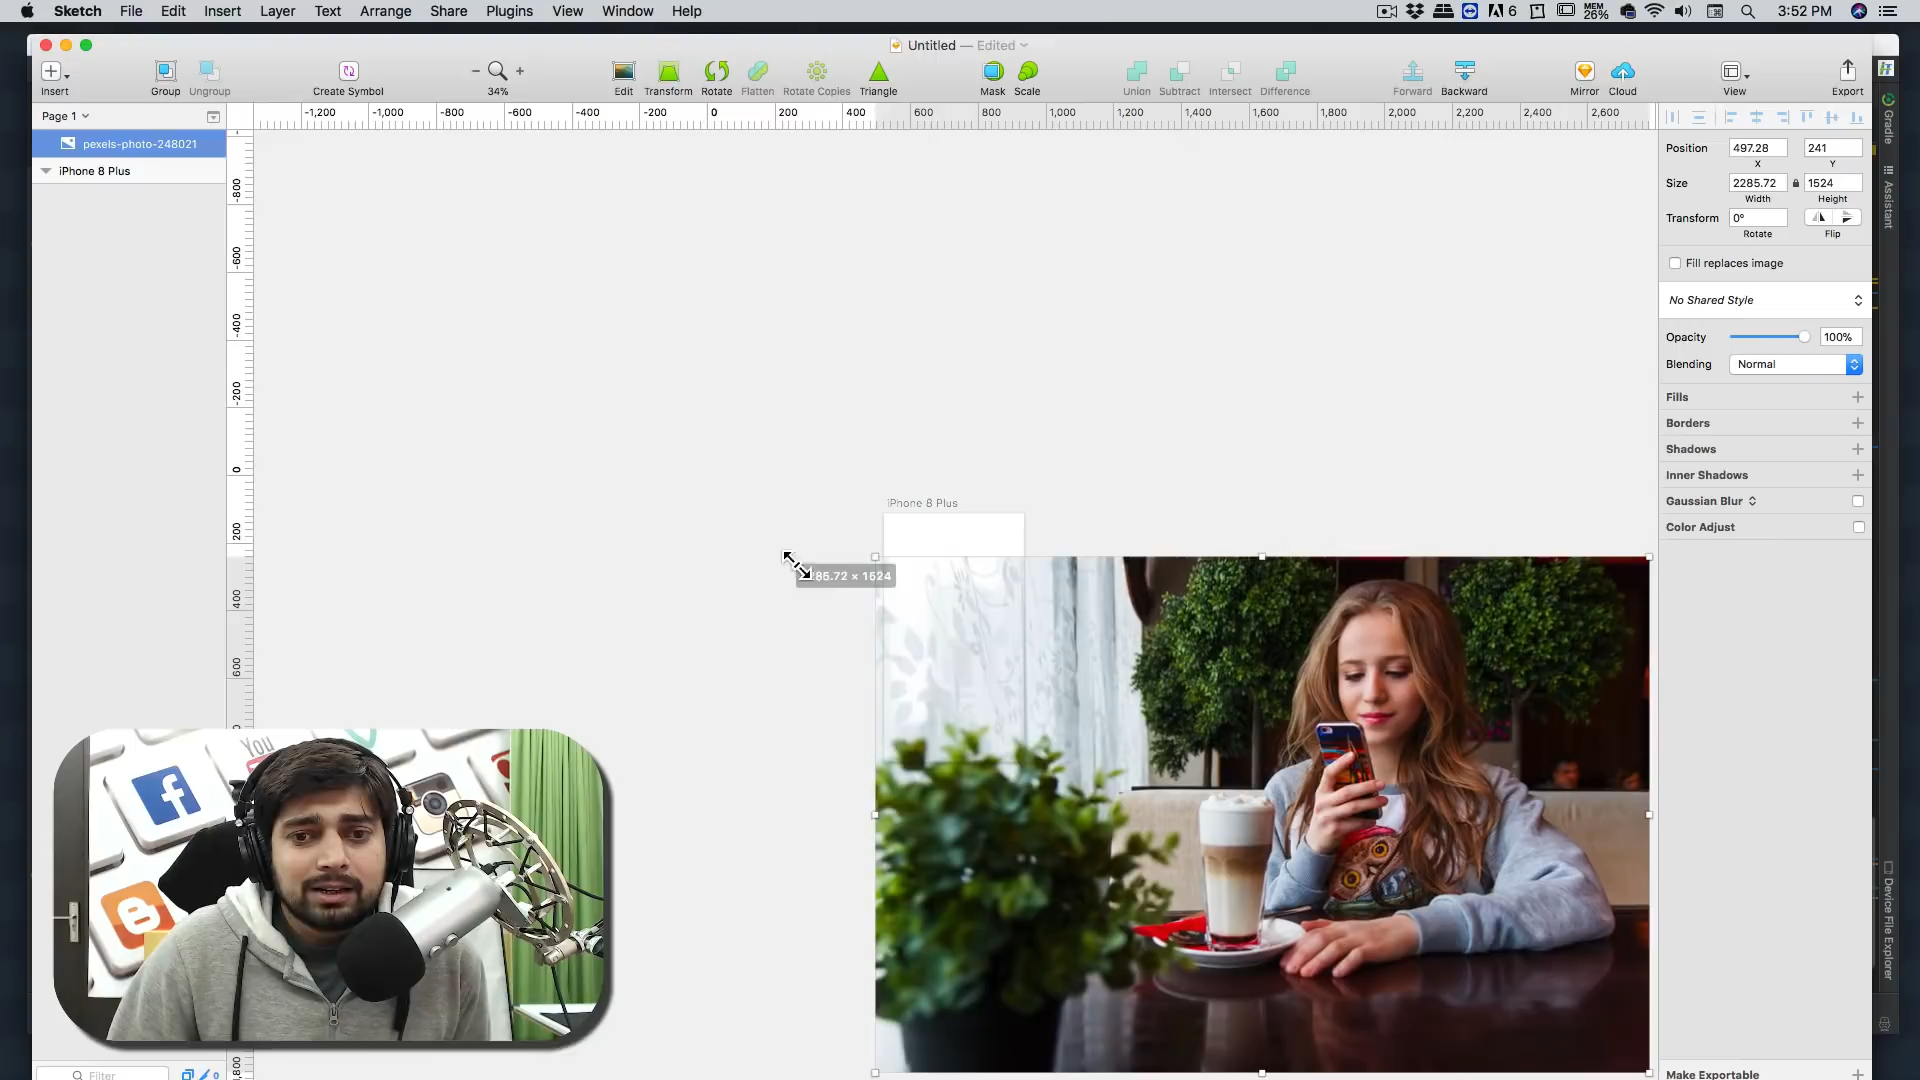 Sketch File Edit Insert Layer Text Arrange Share Plugins View Window Help
6 MEM 26% 3:52 PM
Untitled — Edited
Insert Group Ungroup Create Symbol 34% Edit Transform Rotate Flatten Rotate Copies Triangle Mask Scale Union Subtract Intersect Difference Forward Backward Mirror Cloud View Export
Page 1
-1,200 -1,000 -800 -600 -400 -200 0 200 400 600 800 1,000 1,200 1,400 1,600 1,800 2,000 2,200 2,400 2,600
pexels-photo-248021
iPhone 8 Plus
-800
-600
-400
-200
0
200
400
600
iPhone 8 Plus
85.72 × 1524
Position 497.28 241
X Y
Size 2285.72 1524
Width Height
Transform 0°
Rotate Flip
Fill replaces image
No Shared Style
Opacity 100%
Blending Normal
Fills
Borders
Shadows
Inner Shadows
Gaussian Blur
Color Adjust
Make Exportable
Gradle
Assistant
Device File Explorer
You
Filter
0